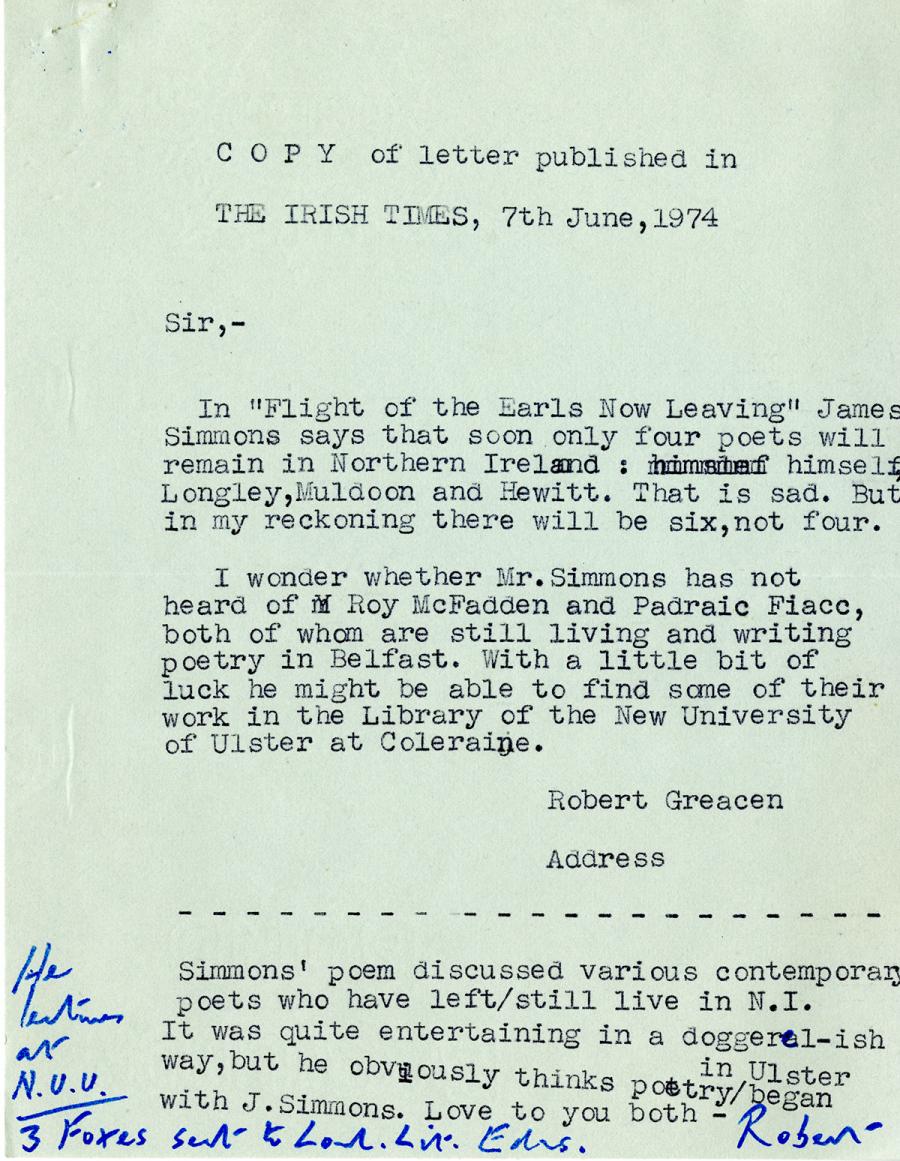 C O P Y of letter published in
THE IRISH TIMES, 7th June,1974
Sir,-
In "Flight of the Earls Now Leaving" James
Simmons says that soon only four poets will
remain in Northern Ireland : himself,
Longley,Muldoon and Hewitt. That is sad. But
in my reckoning there will be six,not four.
I wonder whether Mr.Simmons has not
heard of Roy McFadden and Padraic Fiacc,
both of whom are still living and writing
poetry in Belfast. With a little bit of
luck he might be able to find some of their
work in the Library of the New University
of Ulster at Coleraine.
Robert Greacen
Address
- - - - - - - - - - - - - - - - - - - - - -
Simmons' poem discussed various contemporary
poets who have left/still live in N.I.
It was quite entertaining in a doggerel-ish
way,but he obviously thinks poetry/in Ulster began
with J.Simmons. Love to you both - Robert
He
lectures
at
N.U.U.
3 Foxes sent to Lond. Lit. Edrs.